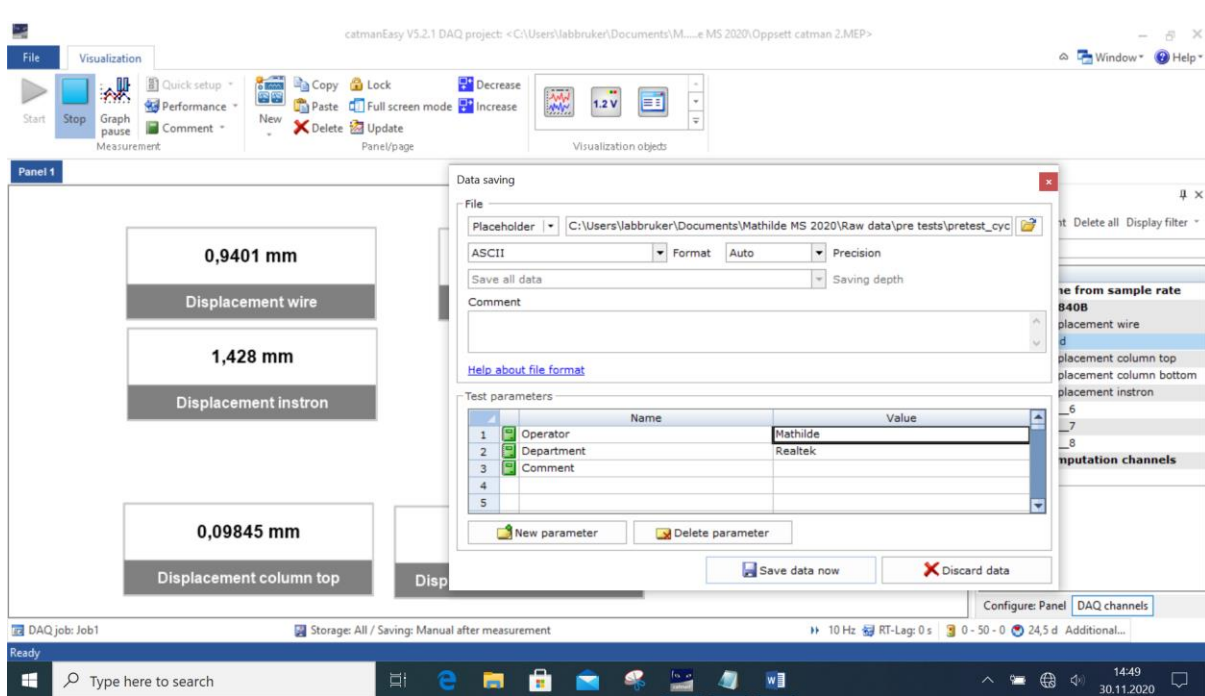 catmanEasy V5.2.1 DAQ project: <C:\Users\labbruker\Documents\M.....e MS 2020\Oppsett catman 2.MEP>
File Visualization Window Help
Start Stop Graph pause
Quick setup
Performance
Comment
Measurement
New
Copy Lock Decrease
Paste Full screen mode Increase
Delete Update
Panel/page
1.2 V
Visualization objects
Panel 1
0,9401 mm
Displacement wire
1,428 mm
Displacement instron
0,09845 mm
Displacement column top
Disp
Data saving
File
Placeholder C:\Users\labbruker\Documents\Mathilde MS 2020\Raw data\pre tests\pretest_cyc
ASCII Format Auto Precision
Save all data Saving depth
Comment
Help about file format
Test parameters
Name Value
1 Operator Mathilde
2 Department Realtek
3 Comment
4
5
New parameter Delete parameter
Save data now Discard data
nt Delete all Display filter
ne from sample rate
840B
placement wire
d
placement column top
placement column bottom
placement instron
_6
_7
_8
mputation channels
Configure: Panel DAQ channels
DAQ job: Job1 Storage: All / Saving: Manual after measurement 10 Hz RT-Lag: 0 s 0 - 50 - 0 24,5 d Additional...
Ready
Type here to search
14:49
30.11.2020